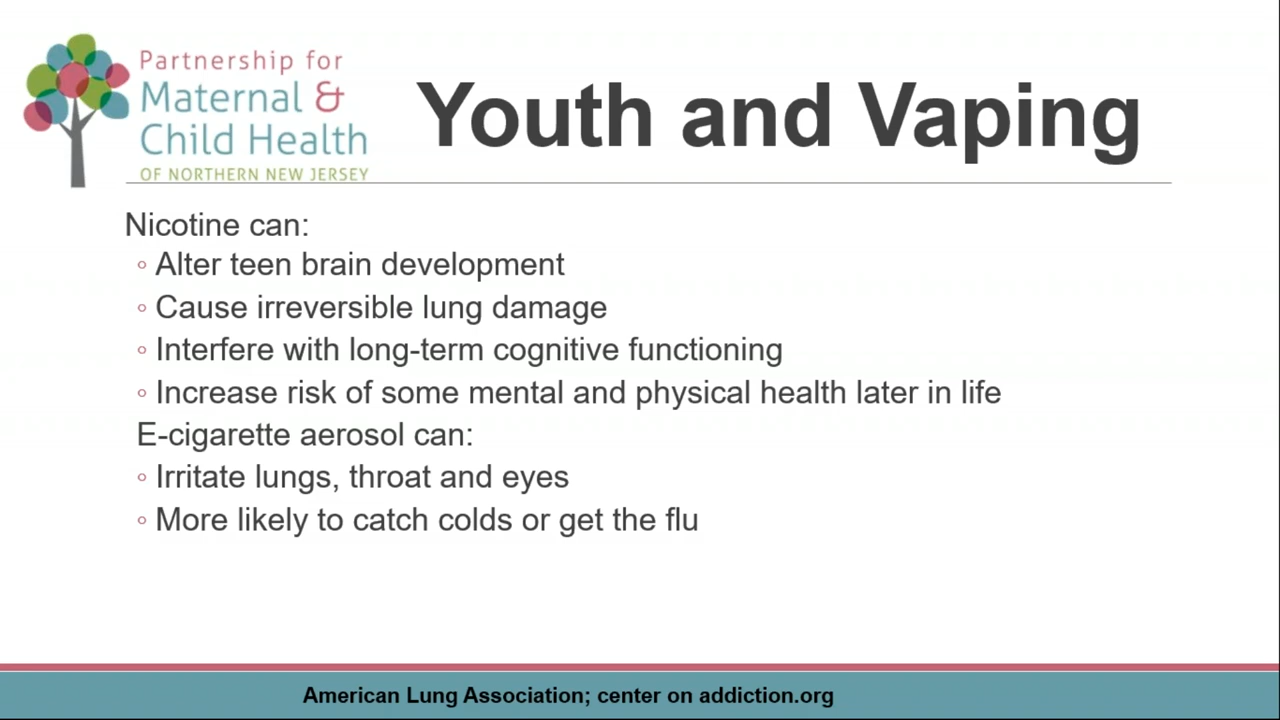 Partnership for
Maternal &
Child Health
OF NORTHERN NEW JERSEY
Youth and Vaping
Nicotine can:
◦ Alter teen brain development
◦ Cause irreversible lung damage
◦ Interfere with long-term cognitive functioning
◦ Increase risk of some mental and physical health later in life
E-cigarette aerosol can:
◦ Irritate lungs, throat and eyes
◦ More likely to catch colds or get the flu
American Lung Association; center on addiction.org